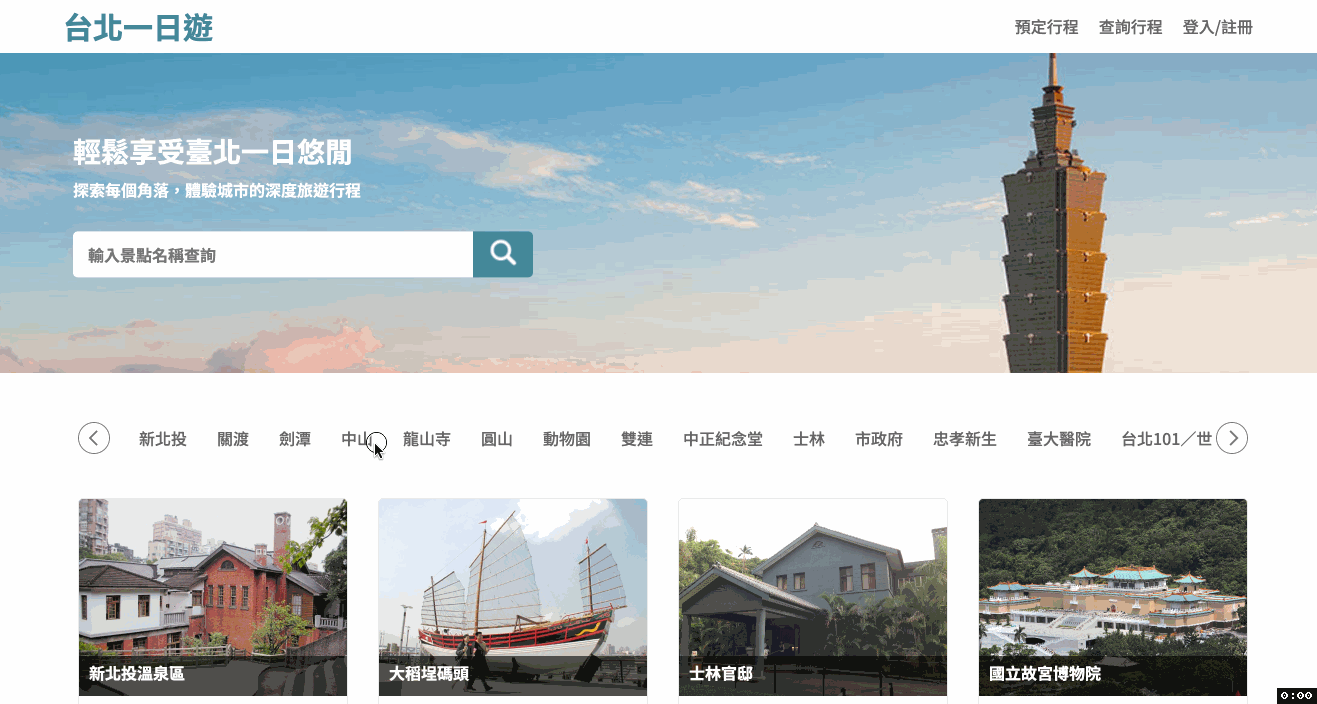 台北一日遊
預定行程 查詢行程 登入/註冊
輕鬆享受臺北一日悠閒
探索每個角落，體驗城市的深度旅遊行程
輸入景點名稱查詢
新北投 關渡 劍潭 中山 龍山寺 圓山 動物園 雙連 中正紀念堂 士林 市政府 忠孝新生 臺大醫院 台北101／世
新北投溫泉區 大稻埕碼頭 士林官邸 國立故宮博物院
0:00